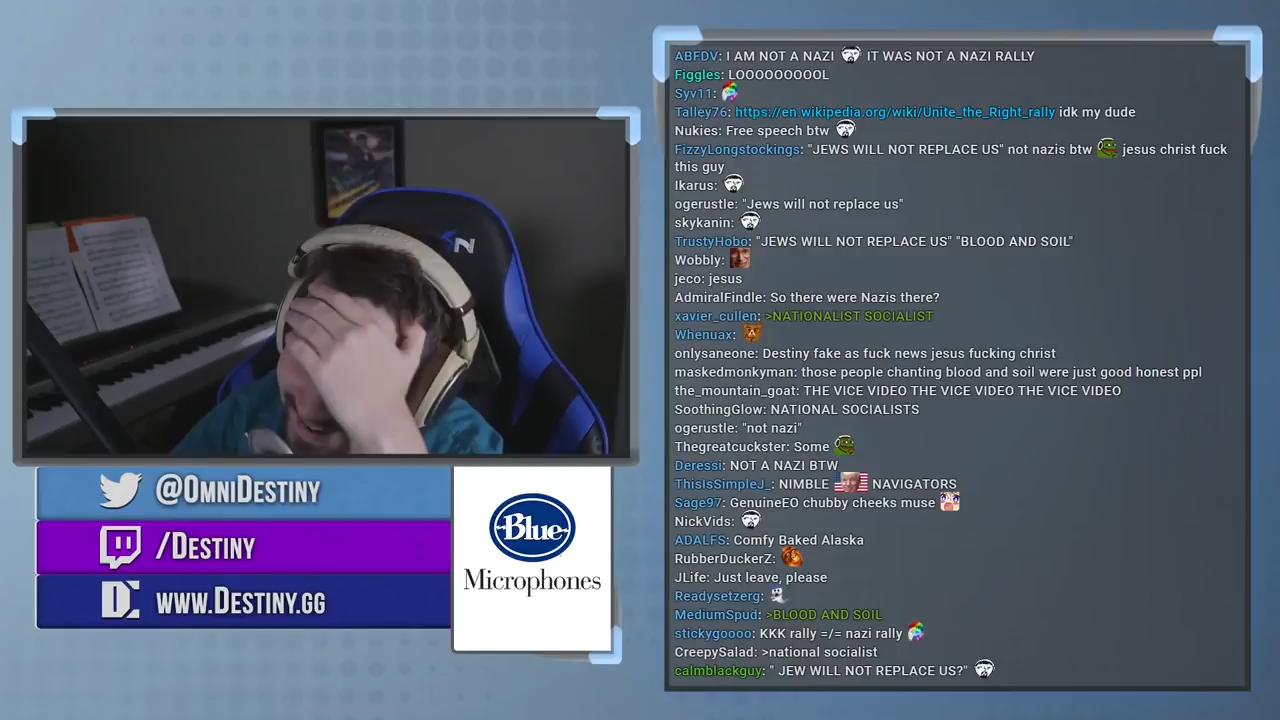 ABFDV: I AM NOT A NAZI IT WAS NOT A NAZI RALLY
Figgles: LOOOOOOOOOL
Syv11:
Talley76: https://en.wikipedia.org/wiki/Unite_the_Right_rally idk my dude
Nukies: Free speech btw
FizzyLongstockings: "JEWS WILL NOT REPLACE US" not nazis btw jesus christ fuck
this guy
Ikarus:
ogerustle: "Jews will not replace us"
skykanin:
TrustyHobo: "JEWS WILL NOT REPLACE US" "BLOOD AND SOIL"
Wobbly:
jeco: jesus
AdmiralFindle: So there were Nazis there?
xavier_cullen: >NATIONALIST SOCIALIST
Whenuax:
onlysaneone: Destiny fake as fuck news jesus fucking christ
maskedmonkyman: those people chanting blood and soil were just good honest ppl
the_mountain_goat: THE VICE VIDEO THE VICE VIDEO THE VICE VIDEO
SoothingGlow: NATIONAL SOCIALISTS
ogerustle: "not nazi"
Thegreatcuckster: Some
Deressi: NOT A NAZI BTW
ThisIsSimpleJ_: NIMBLE NAVIGATORS
Sage97: GenuineEO chubby cheeks muse
NickVids:
ADALFS: Comfy Baked Alaska
RubberDuckerZ:
JLife: Just leave, please
Readysetzerg:
MediumSpud: >BLOOD AND SOIL
stickygoooo: KKK rally =/= nazi rally
CreepySalad: >national socialist
calmblackguy: " JEW WILL NOT REPLACE US?"
N
@OmniDestiny
/Destiny
www.Destiny.gg
Blue
Microphones